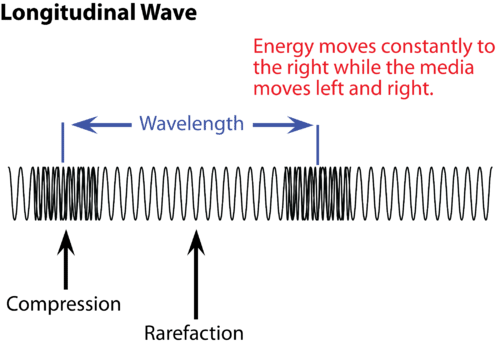 Longitudinal Wave
Energy moves constantly to
the right while the media
moves left and right.
Wavelength
Compression
Rarefaction